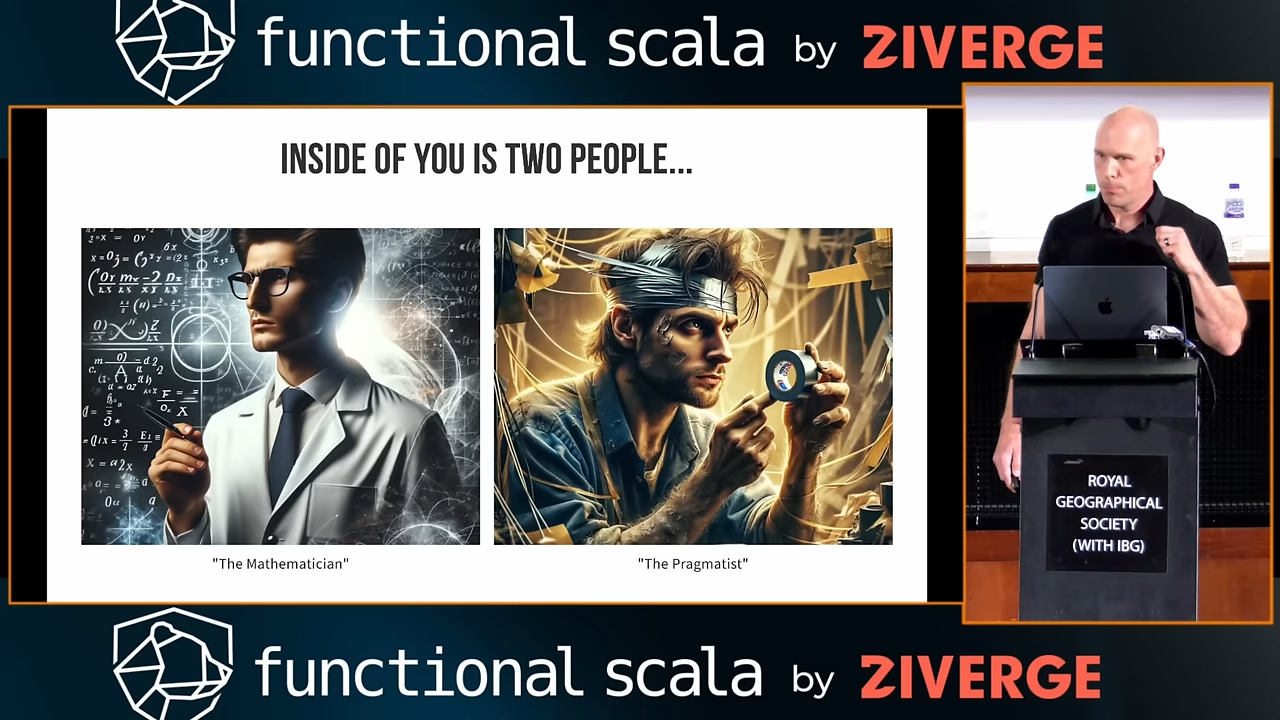 functional scala by ZIVERGE
INSIDE OF YOU IS TWO PEOPLE...
"The Mathematician"
"The Pragmatist"
ROYAL
GEOGRAPHICAL
SOCIETY
(WITH IBG)
functional scala by ZIVERGE